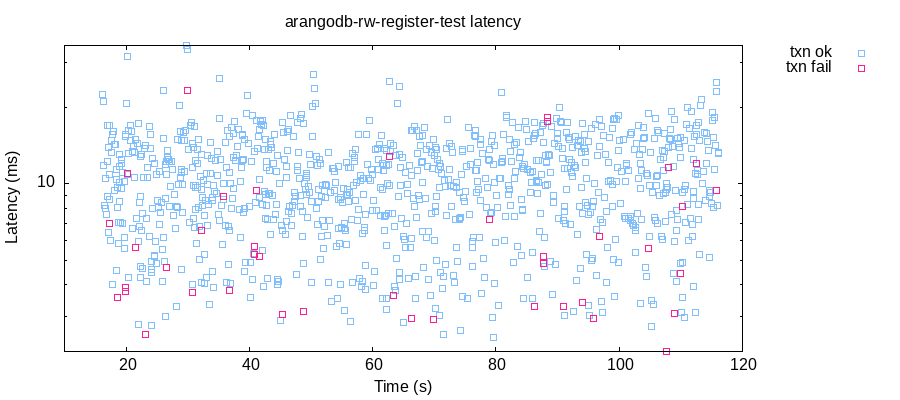 arangodb-rw-register-test latency
txn ok
txn fail
10
Latency (ms)
20 40 60 80 100 120
Time (s)